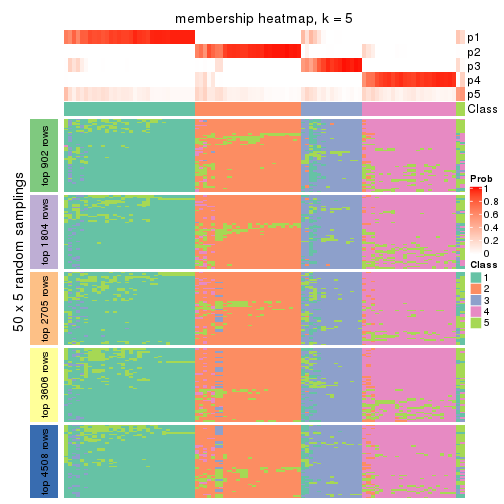 membership heatmap, k = 5
p1
p2
p3
p4
p5
Class
50 x 5 random samplings
top 902 rows
top 1804 rows
top 2705 rows
top 3606 rows
top 4508 rows
Prob
1
0.8
0.6
0.4
0.2
0
Class
1
2
3
4
5